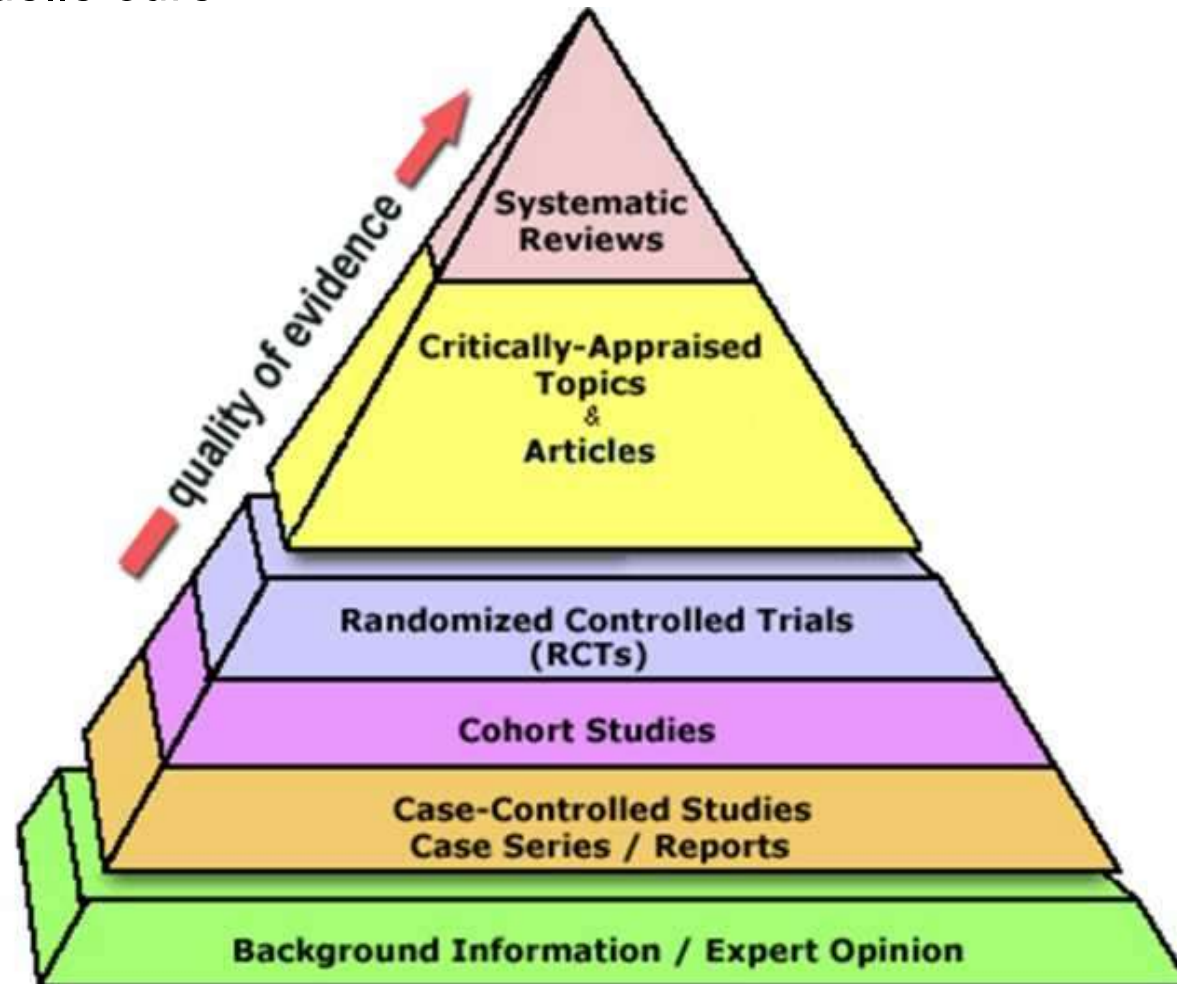 quality of evidence
Systematic
Reviews
Critically-Appraised
Topics
&
Articles
Randomized Controlled Trials
(RCTs)
Cohort Studies
Case-Controlled Studies
Case Series / Reports
Background Information / Expert Opinion